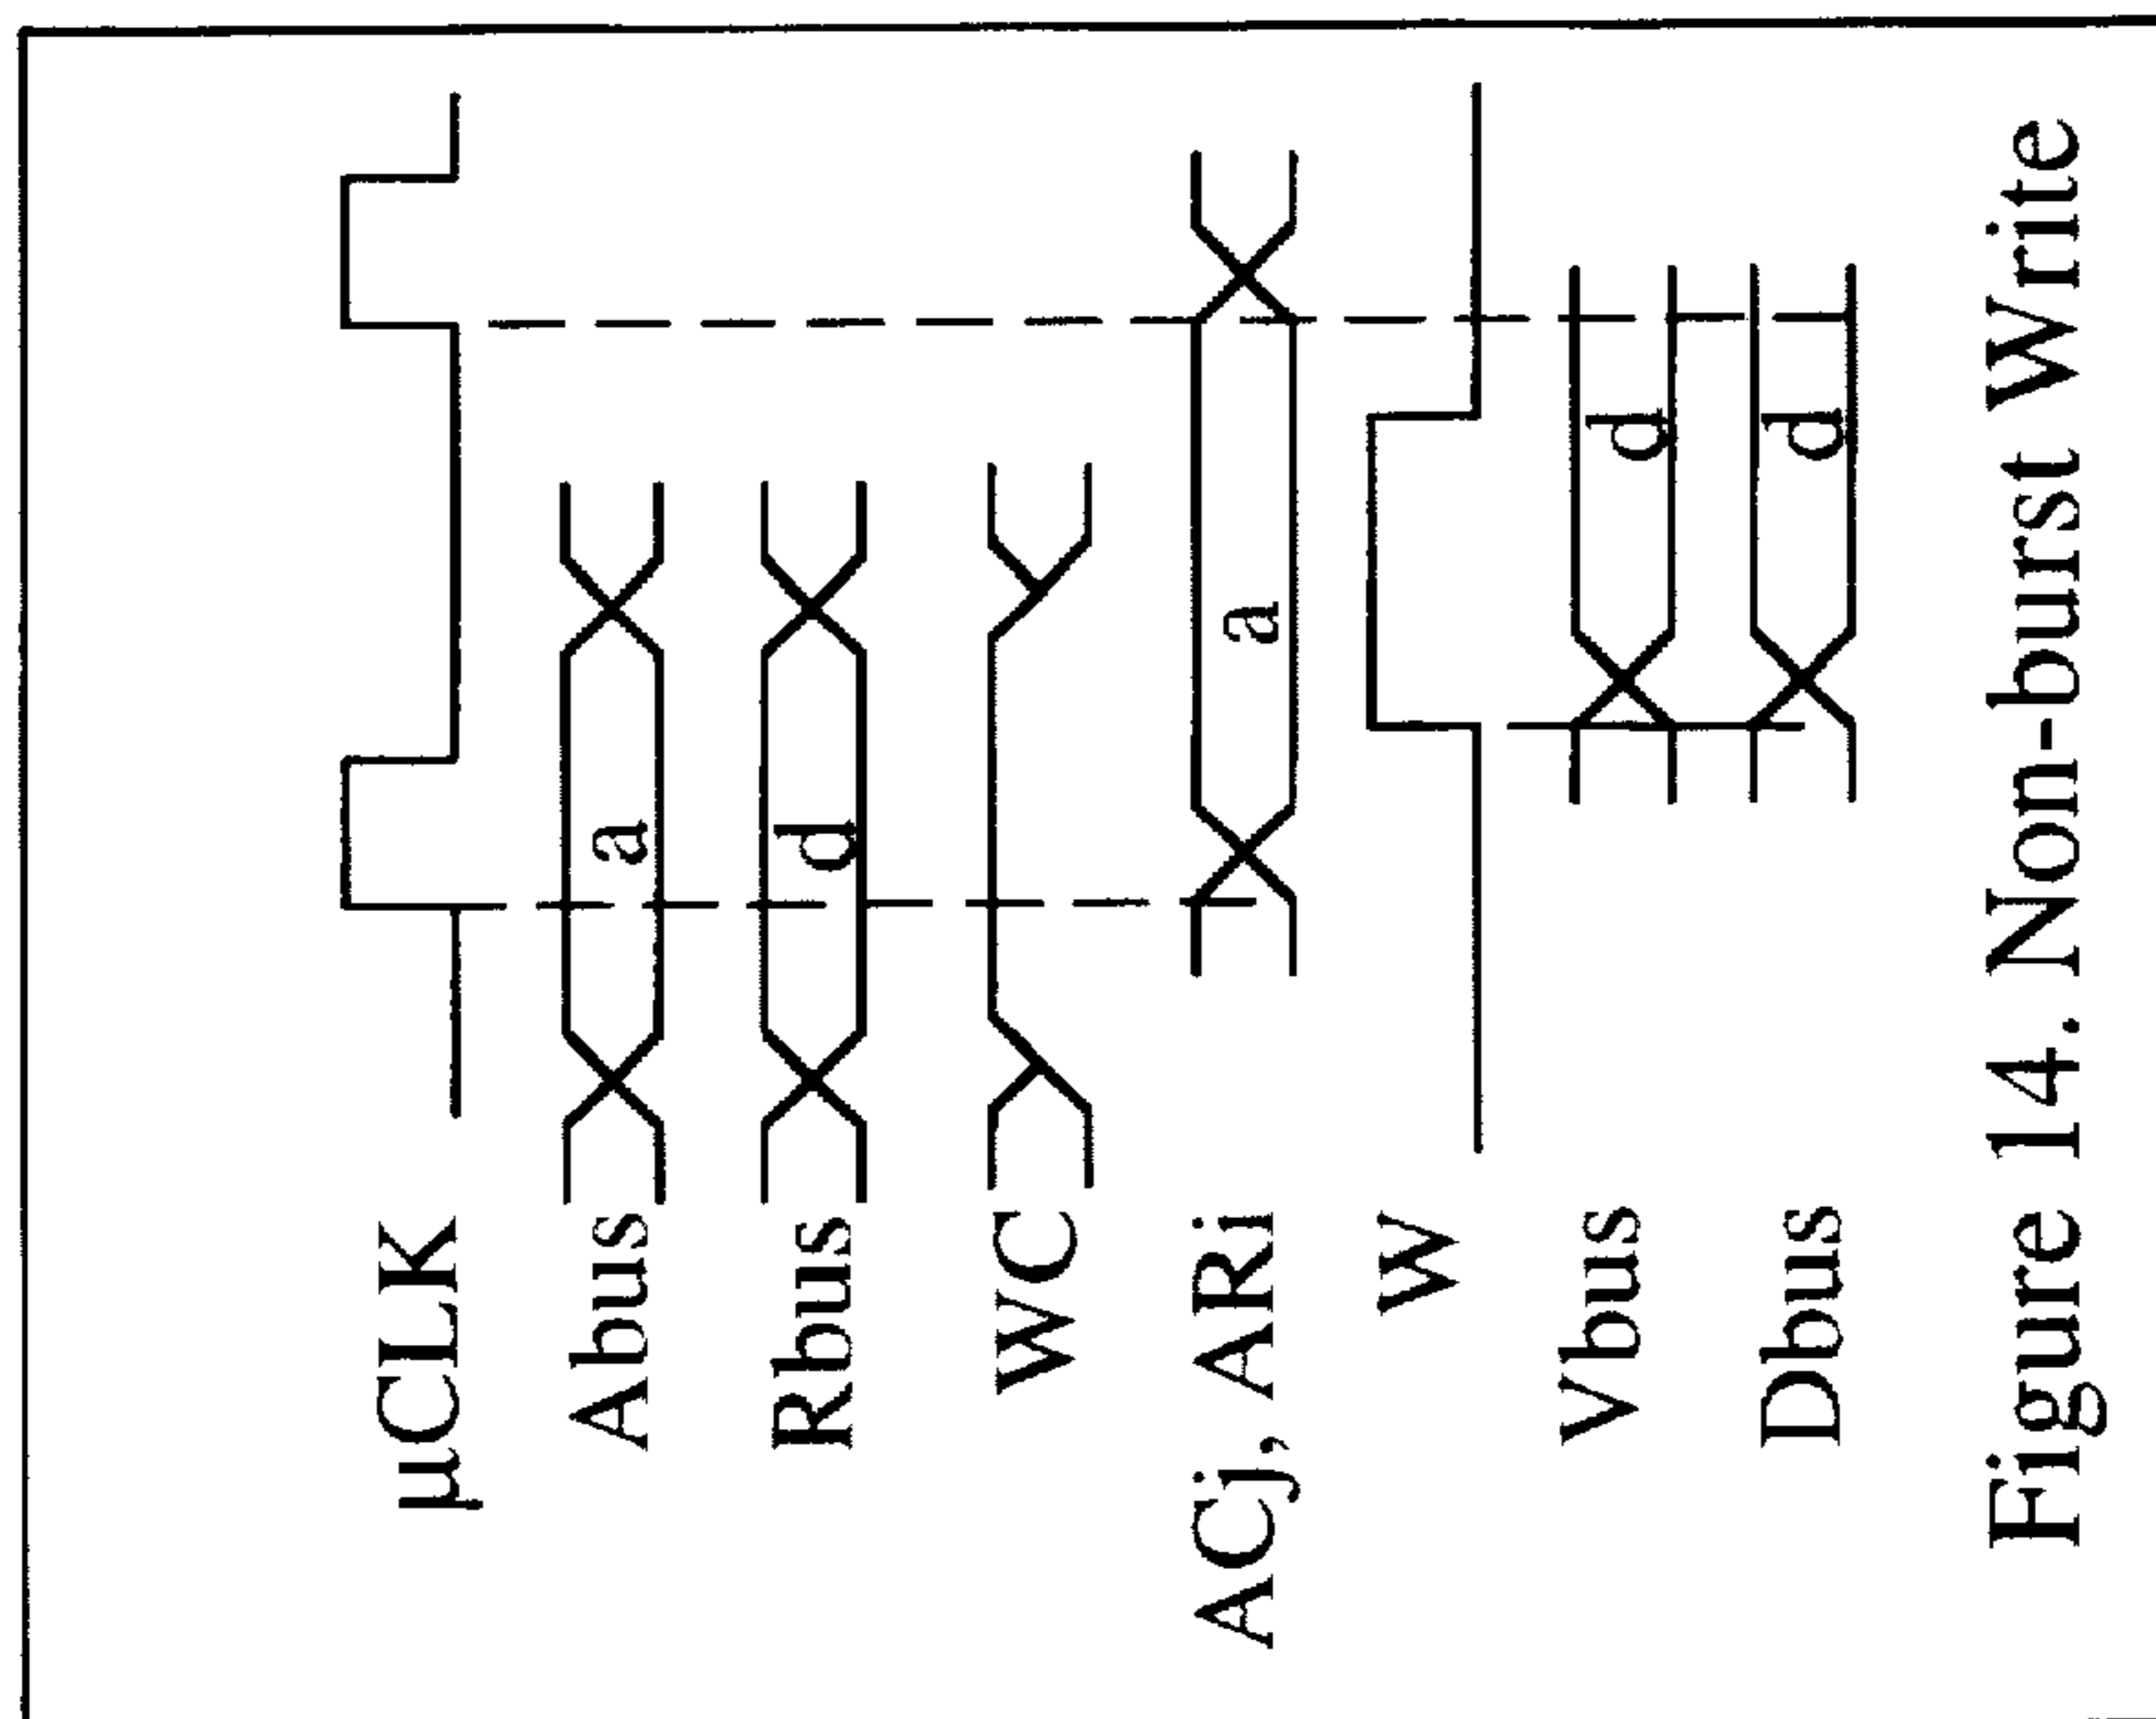 µCLK
Abus a
Rbus d
WC
ACj, ARi a
W
Vbus d
Dbus d
Figure 14. Non-burst Write